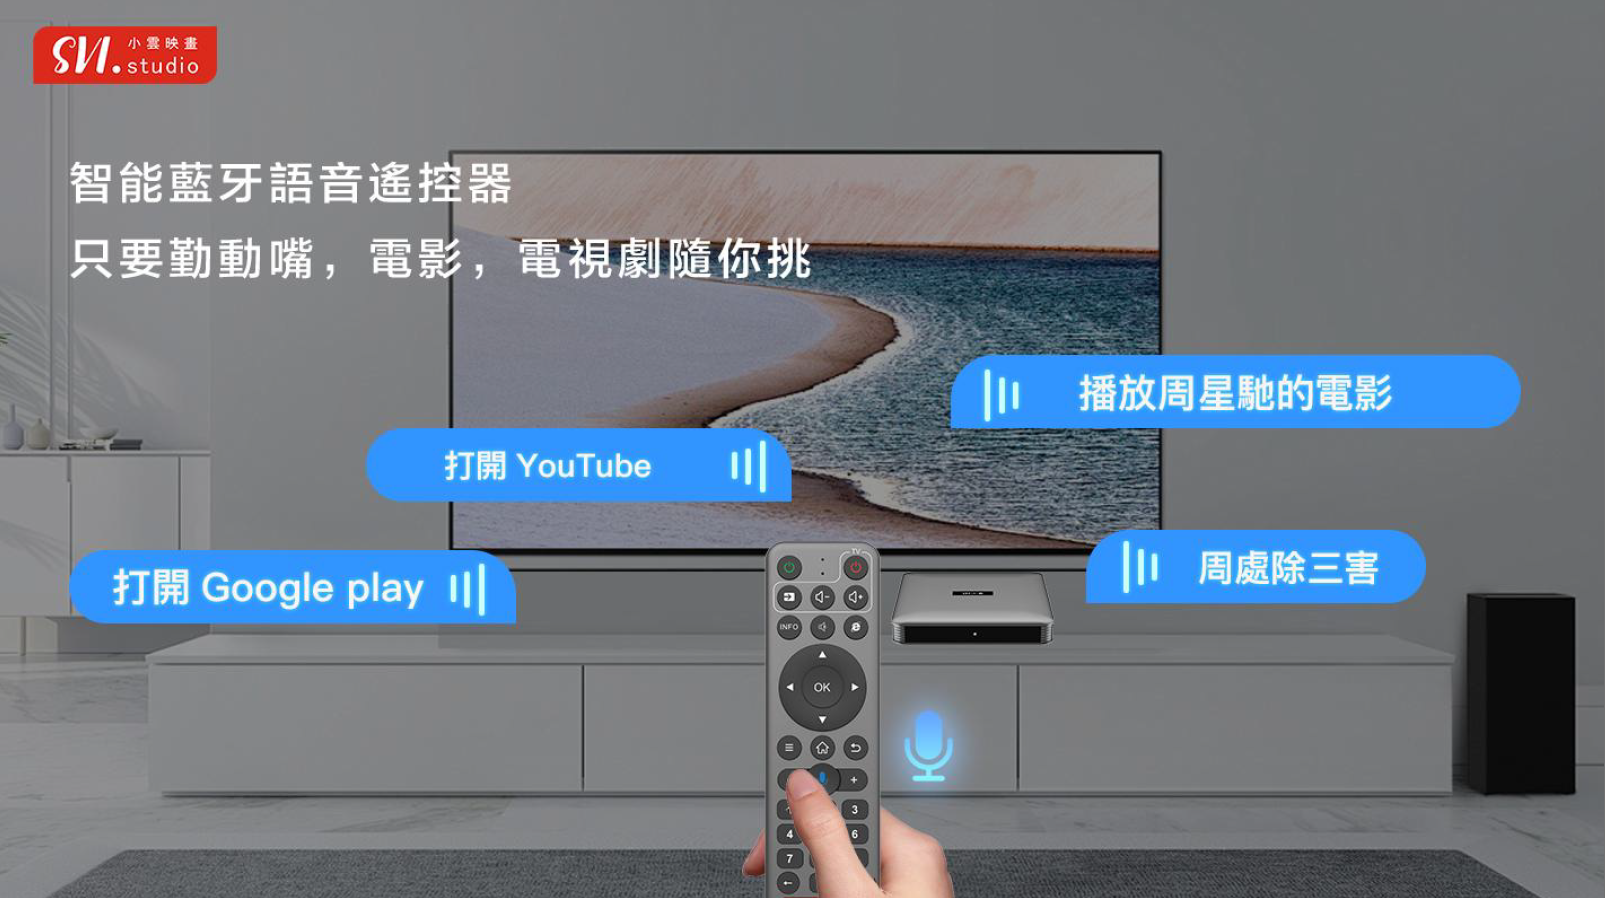 SVI.
小雲映畫
studio
智能藍牙語音遙控器
只要勤動嘴，電影，電視劇隨你挑
播放周星馳的電影
打開 YouTube
周處除三害
打開 Google play
TV
INFO
OK
+
3
4
6
7